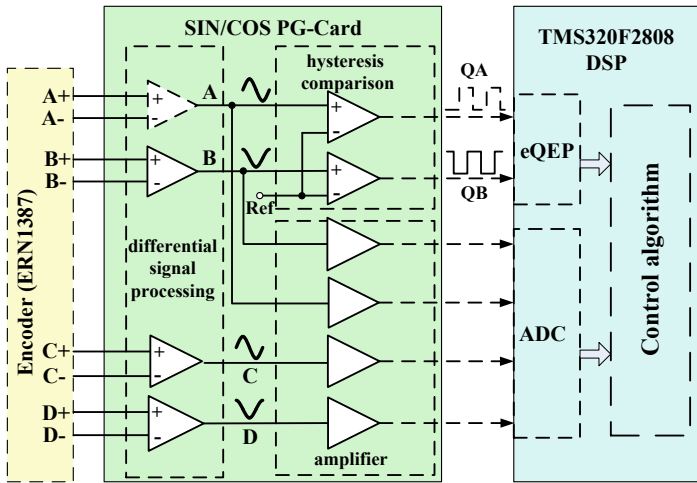 SIN/COS PG-Card
TMS320F2808
DSP
hysteresis
comparison
QA
A
A+
A-
+
-
+
-
eQEP
B
B+
B-
+
-
+
-
QB
Ref
differential
signal
processing
Encoder (ERN1387)
Control algorithm
ADC
C+
C-
+
-
C
D+
D-
+
-
D
amplifier